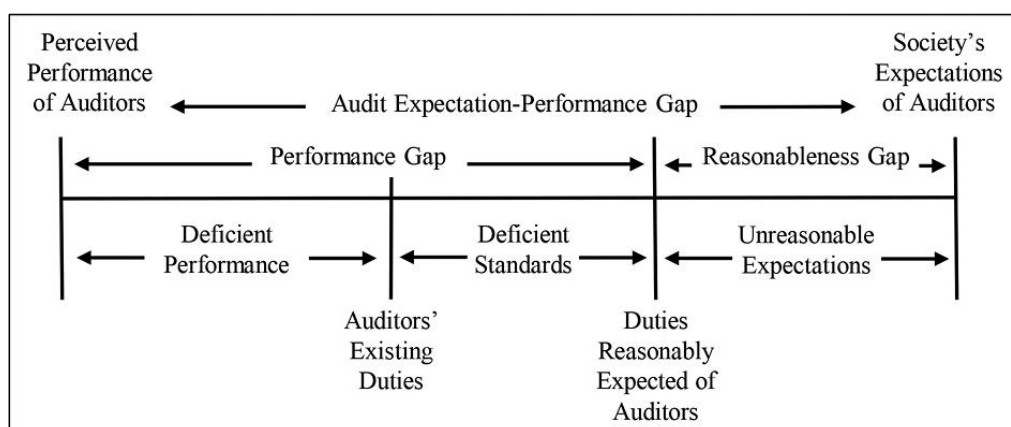 Perceived
Performance
of Auditors
Society's
Expectations
of Auditors
Audit Expectation-Performance Gap
Performance Gap
Reasonableness Gap
Deficient
Performance
Deficient
Standards
Unreasonable
Expectations
Auditors'
Existing
Duties
Duties
Reasonably
Expected of
Auditors